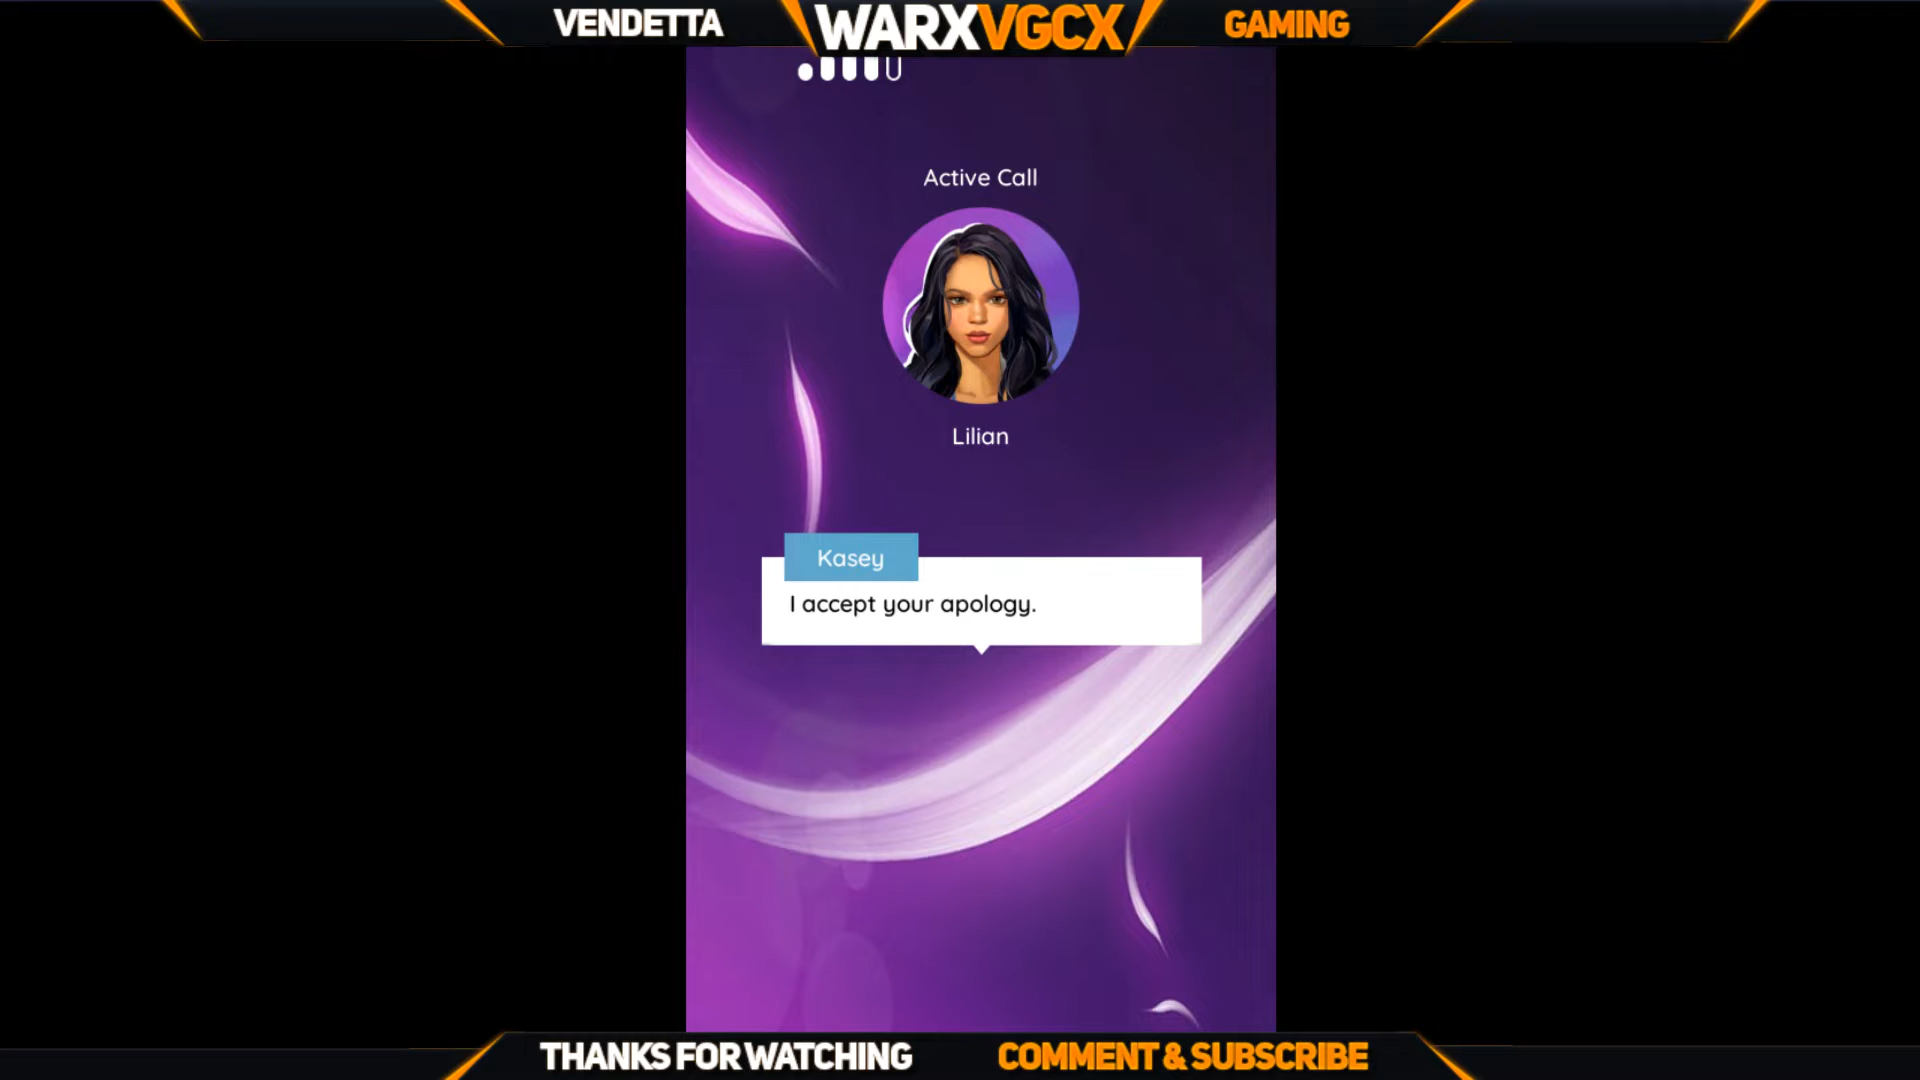 VENDETTA WARXVGCX GAMING
Active Call
Lilian
Kasey
I accept your apology.
THANKS FOR WATCHING COMMENT & SUBSCRIBE